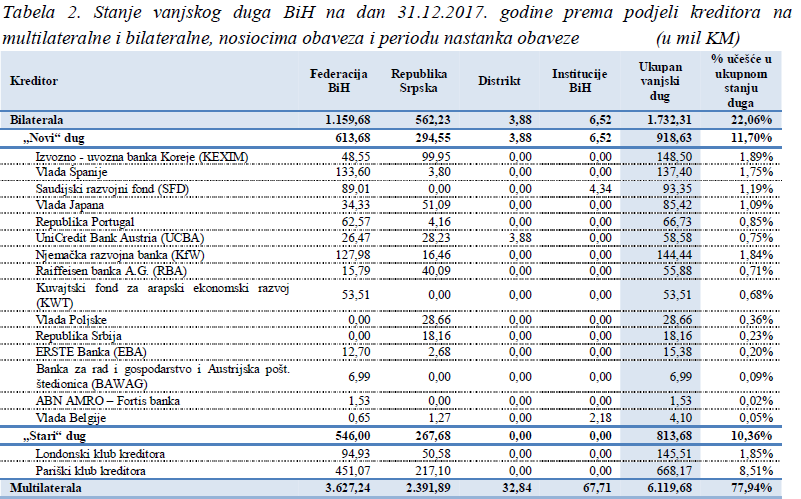 Tabela 2. Stanje vanjskog duga BiH na dan 31.12.2017. godine prema podjeli kreditora na
multilateralne i bilateralne, nosiocima obaveza i periodu nastanka obaveze (u mil KM)
Kreditor Federacija BiH Republika Srpska Distrikt Institucije BiH Ukupan vanjski dug % učešće u ukupnom stanju duga
Bilaterala 1.159,68 562,23 3,88 6,52 1.732,31 22,06%
„Novi“ dug 613,68 294,55 3,88 6,52 918,63 11,70%
Izvozno - uvozna banka Koreje (KEXIM) 48,55 99,95 0,00 0,00 148,50 1,89%
Vlada Španije 133,60 3,80 0,00 0,00 137,40 1,75%
Saudijski razvojni fond (SFD) 89,01 0,00 0,00 4,34 93,35 1,19%
Vlada Japana 34,33 51,09 0,00 0,00 85,42 1,09%
Republika Portugal 62,57 4,16 0,00 0,00 66,73 0,85%
UniCredit Bank Austria (UCBA) 26,47 28,23 3,88 0,00 58,58 0,75%
Njemačka razvojna banka (KfW) 127,98 16,46 0,00 0,00 144,44 1,84%
Raiffeisen banka A.G. (RBA) 15,79 40,09 0,00 0,00 55,88 0,71%
Kuvajtski fond za arapski ekonomski razvoj
(KWT) 53,51 0,00 0,00 0,00 53,51 0,68%
Vlada Poljske 0,00 28,66 0,00 0,00 28,66 0,36%
Republika Srbija 0,00 18,16 0,00 0,00 18,16 0,23%
ERSTE Banka (EBA) 12,70 2,68 0,00 0,00 15,38 0,20%
Banka za rad i gospodarstvo i Austrijska pošt.
štedionica (BAWAG) 6,99 0,00 0,00 0,00 6,99 0,09%
ABN AMRO – Fortis banka 1,53 0,00 0,00 0,00 1,53 0,02%
Vlada Belgije 0,65 1,27 0,00 2,18 4,10 0,05%
„Stari“ dug 546,00 267,68 0,00 0,00 813,68 10,36%
Londonski klub kreditora 94,93 50,58 0,00 0,00 145,51 1,85%
Pariški klub kreditora 451,07 217,10 0,00 0,00 668,17 8,51%
Multilaterala 3.627,24 2.391,89 32,84 67,71 6.119,68 77,94%